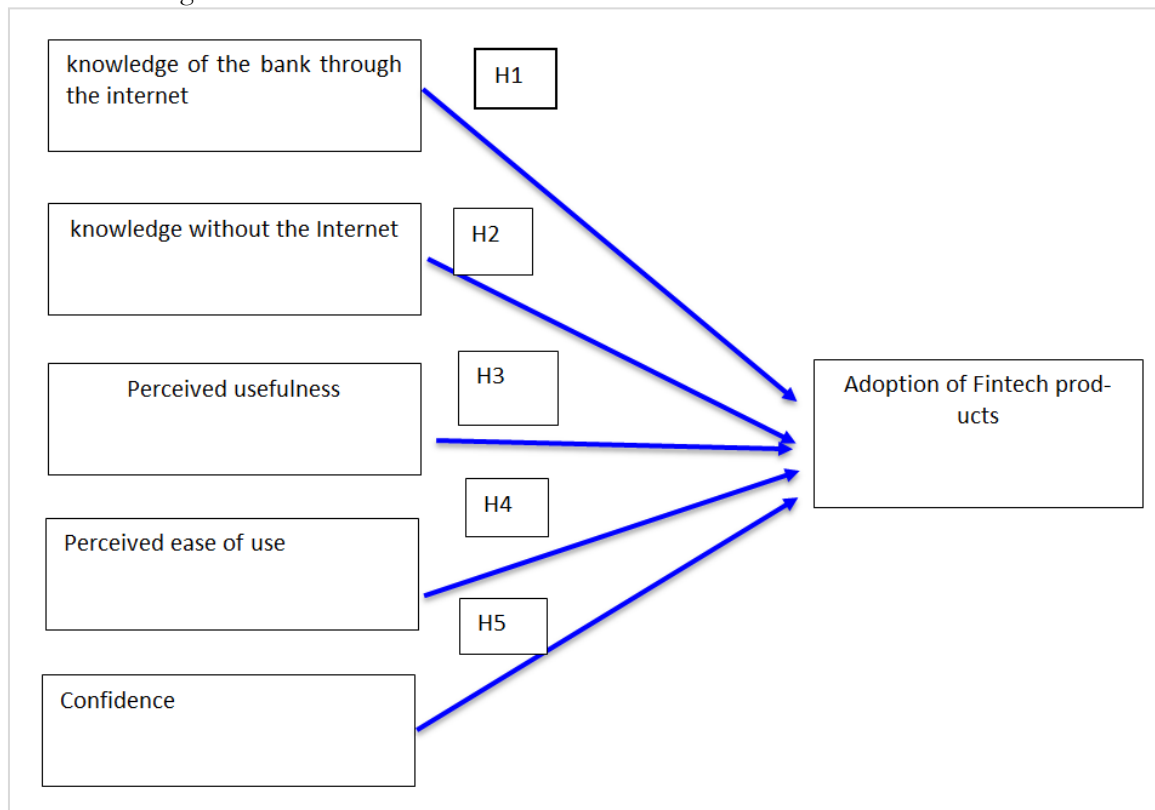 knowledge of the bank through
the internet
H1
knowledge without the Internet
H2
Perceived usefulness
H3
Adoption of Fintech prod-
ucts
H4
Perceived ease of use
H5
Confidence